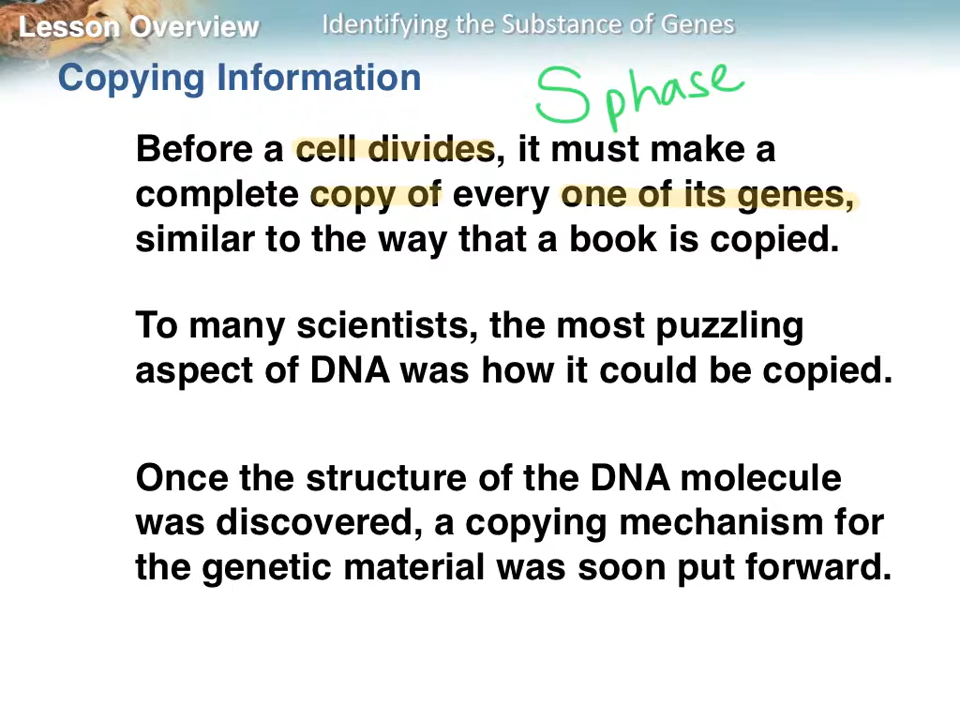 Lesson Overview
Identifying the Substance of Genes
Copying Information
S phase
Before a cell divides, it must make a
complete copy of every one of its genes,
similar to the way that a book is copied.
To many scientists, the most puzzling
aspect of DNA was how it could be copied.
Once the structure of the DNA molecule
was discovered, a copying mechanism for
the genetic material was soon put forward.